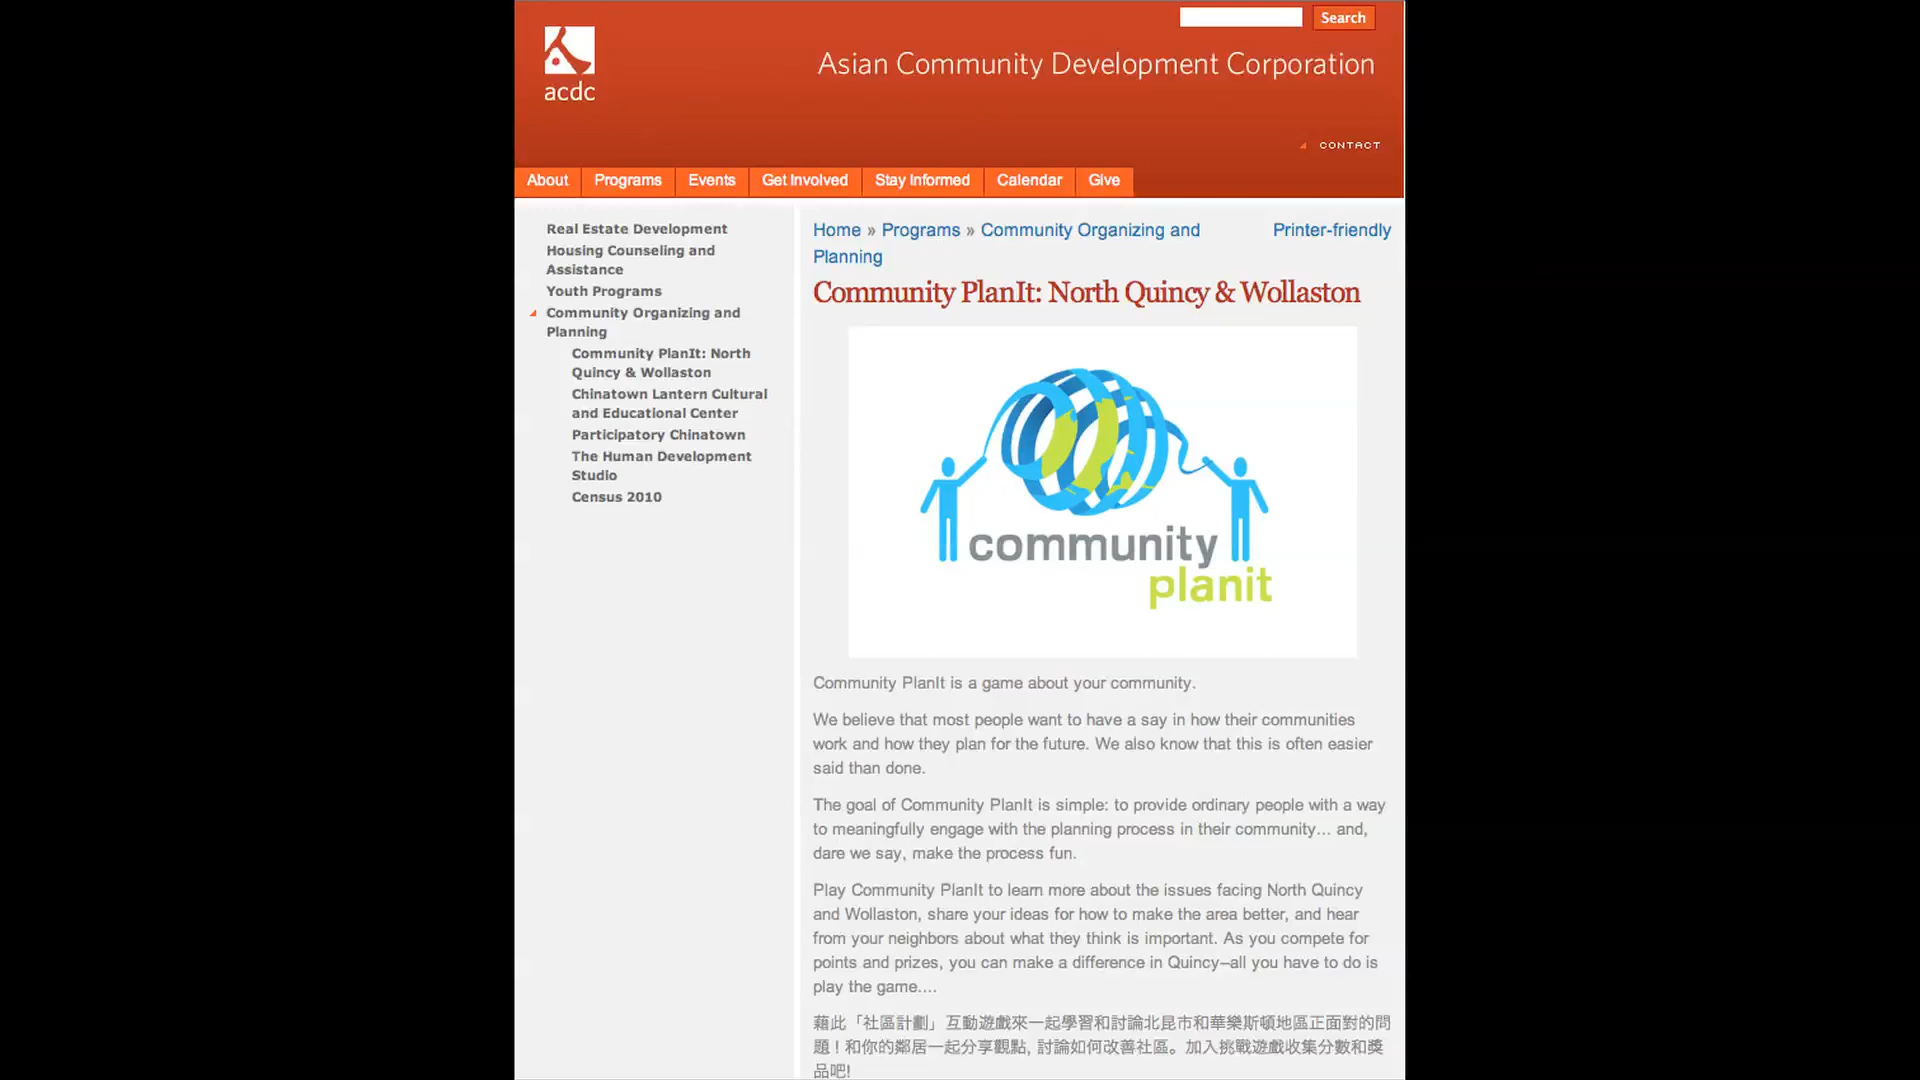 Search
acdc
Asian Community Development Corporation
CONTACT
About Programs Events Get Involved Stay Informed Calendar Give
Real Estate Development
Housing Counseling and
Assistance
Youth Programs
Community Organizing and
Planning
Community PlanIt: North
Quincy & Wollaston
Chinatown Lantern Cultural
and Educational Center
Participatory Chinatown
The Human Development
Studio
Census 2010
Home » Programs » Community Organizing and
Planning
Printer-friendly
Community PlanIt: North Quincy & Wollaston
community
planit
Community PlanIt is a game about your community.
We believe that most people want to have a say in how their communities
work and how they plan for the future. We also know that this is often easier
said than done.
The goal of Community PlanIt is simple: to provide ordinary people with a way
to meaningfully engage with the planning process in their community... and,
dare we say, make the process fun.
Play Community PlanIt to learn more about the issues facing North Quincy
and Wollaston, share your ideas for how to make the area better, and hear
from your neighbors about what they think is important. As you compete for
points and prizes, you can make a difference in Quincy–all you have to do is
play the game....
藉此「社區計劃」互動遊戲來一起學習和討論北昆市和華樂斯頓地區正面對的問
題！和你的鄰居一起分享觀點, 討論如何改善社區。加入挑戰遊戲收集分數和獎
品吧!